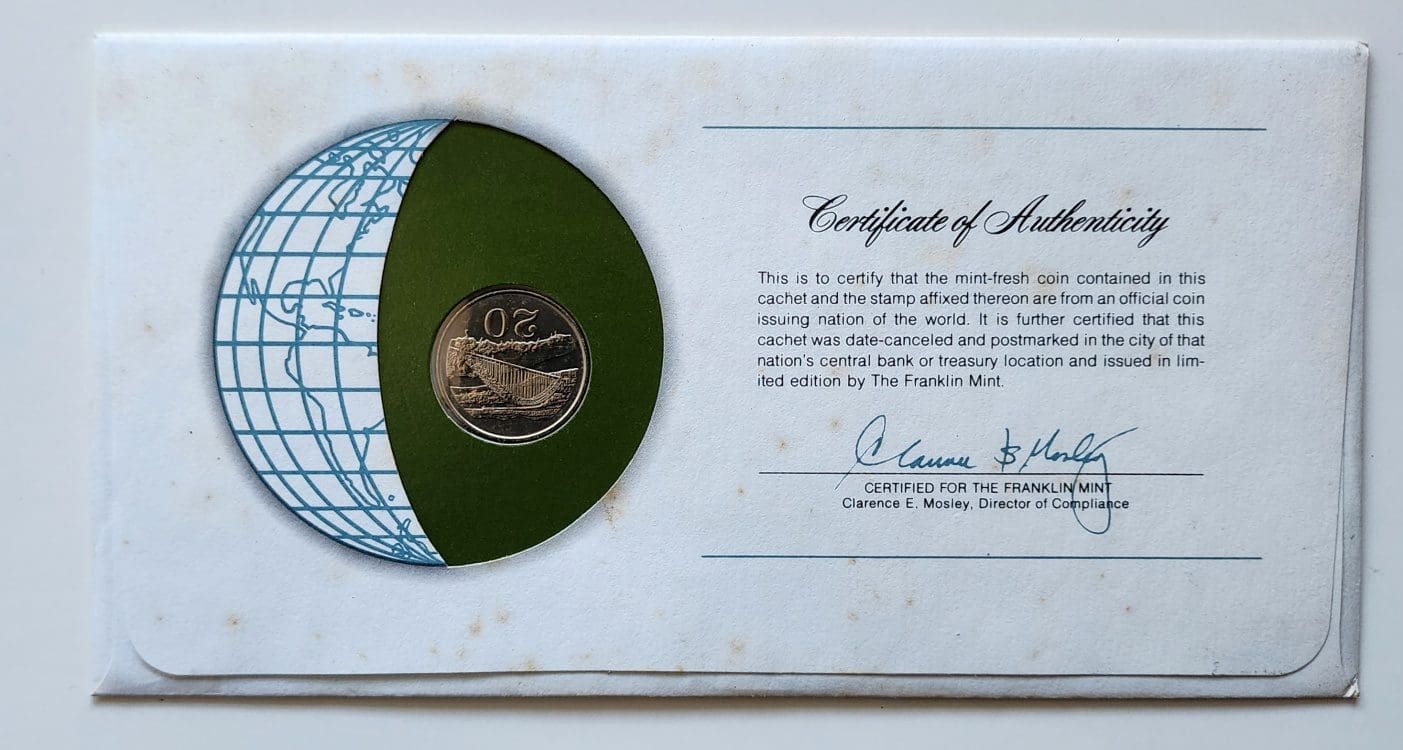 20
Certificate of Authenticity
This is to certify that the mint-fresh coin contained in this
cachet and the stamp affixed thereon are from an official coin
issuing nation of the world. It is further certified that this
cachet was date-canceled and postmarked in the city of that
nation's central bank or treasury location and issued in lim-
ited edition by The Franklin Mint.
Clarence E Mosley
CERTIFIED FOR THE FRANKLIN MINT
Clarence E. Mosley, Director of Compliance